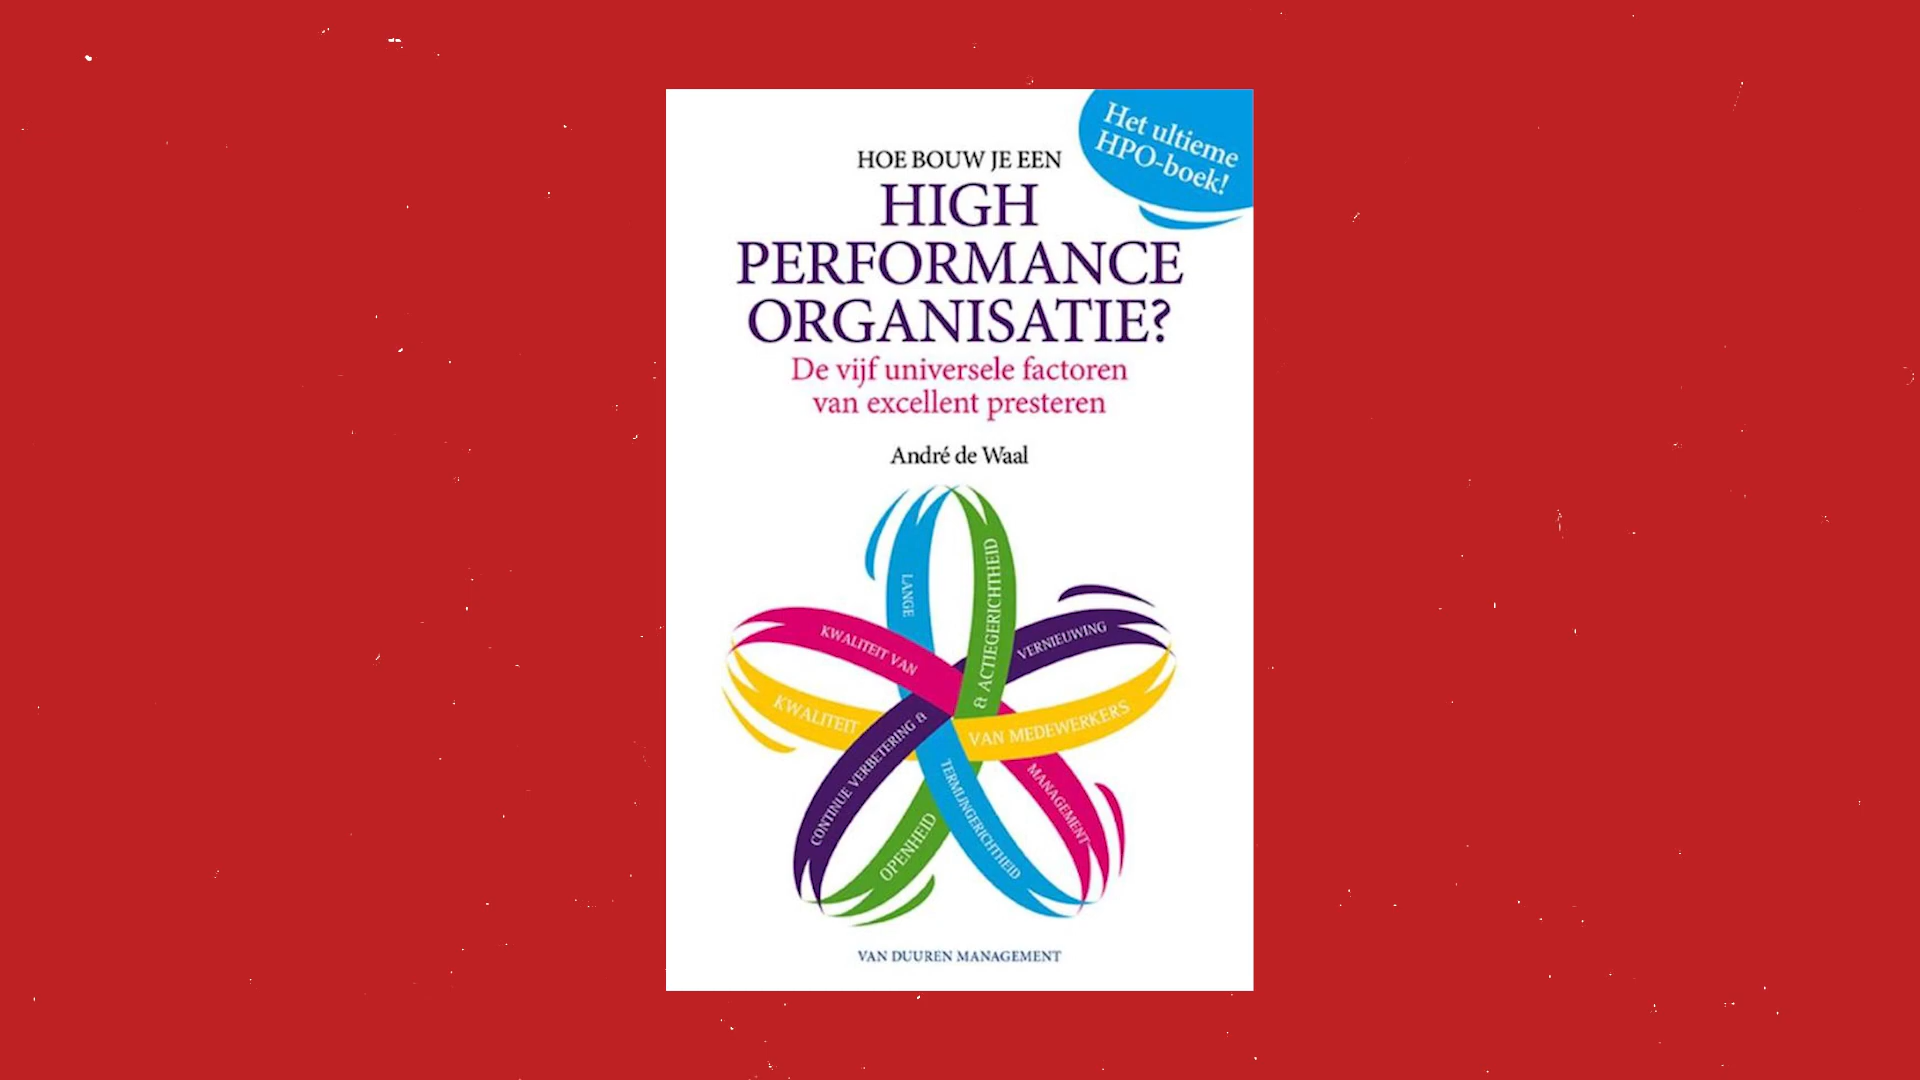 Het ultieme
HPO-boek!
HOE BOUW JE EEN
HIGH
PERFORMANCE
ORGANISATIE?
De vijf universele factoren
van excellent presteren
André de Waal
LANGE
& ACTIEGERICHTHEID
KWALITEIT VAN
VERNIEUWING
KWALITEIT
VAN MEDEWERKERS
CONTINUE VERBETERING &
TERMIJNGERICHTHEID
MANAGEMENT
OPENHEID
VAN DUUREN MANAGEMENT